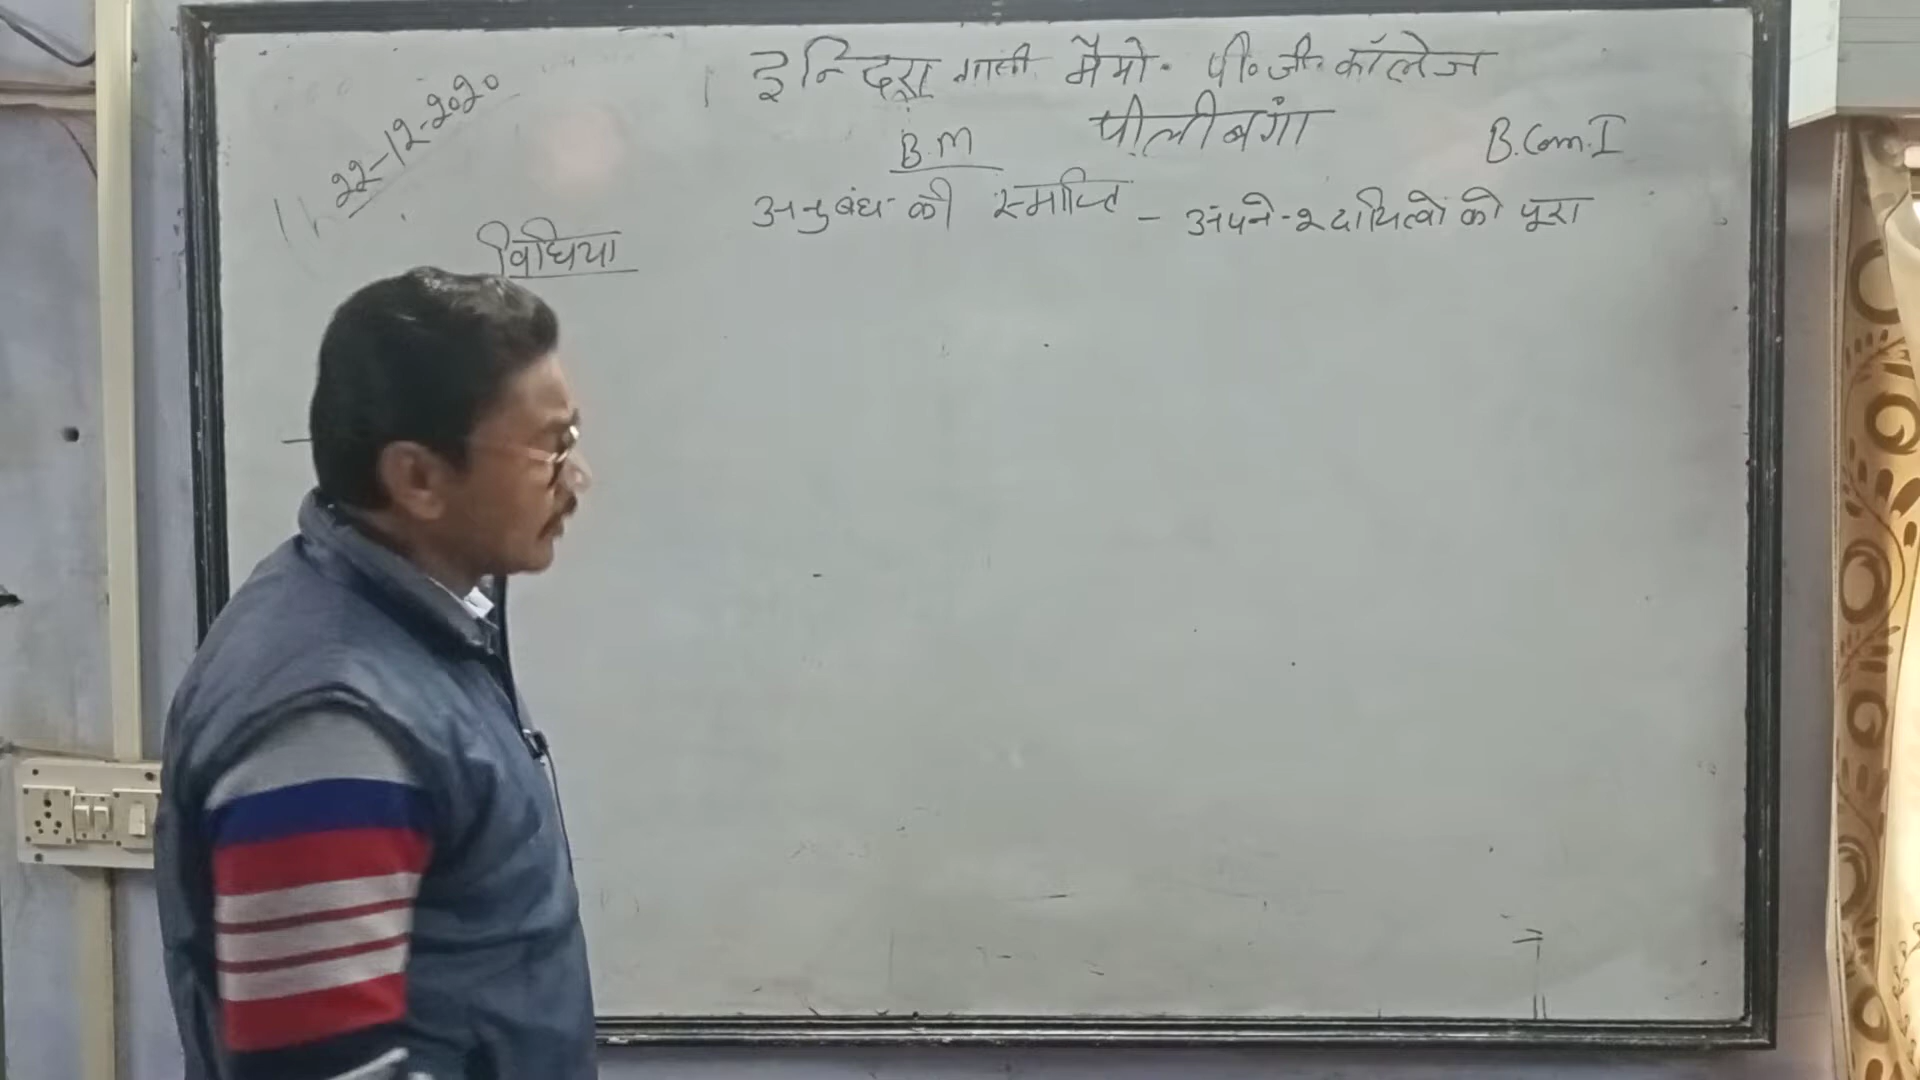 इन्दिरा गाधी मैमो. पी. जी. कॉलेज
22-12-2020
पीलीबंगा
B.M
B.Com.I
अनुबंध की समाप्ति - अपने-2 दायित्वों को पूरा
विधिया